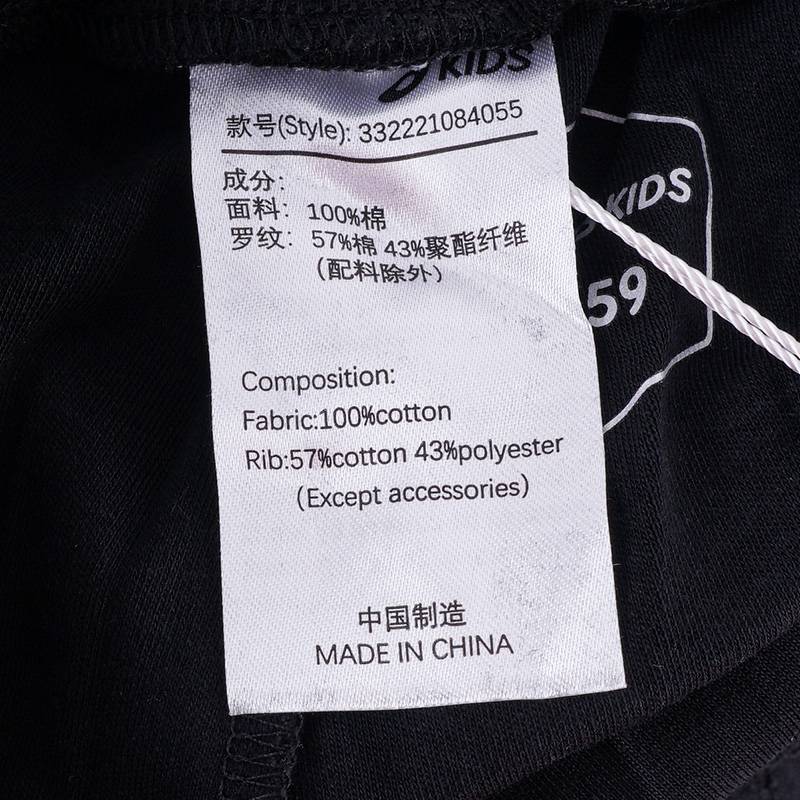 KIDS
款号(Style): 332221084055
成分:
面料: 100%棉
罗纹: 57%棉 43%聚酯纤维
(配料除外)
Composition:
Fabric:100%cotton
Rib:57%cotton 43%polyester
(Except accessories)
中国制造
MADE IN CHINA
KIDS
59